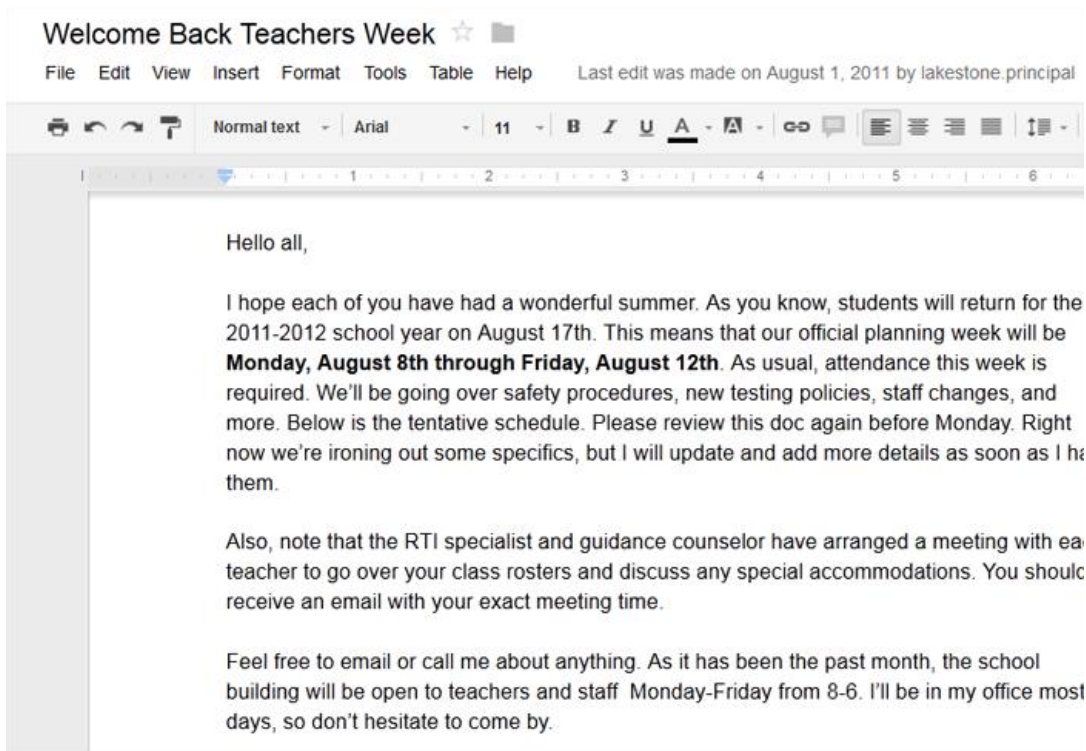 Welcome Back Teachers Week
File Edit View Insert Format Tools Table Help Last edit was made on August 1, 2011 by lakestone.principal
Normal text Arial 11 B I U A A
1 2 3 4 5 6
Hello all,
I hope each of you have had a wonderful summer. As you know, students will return for the
2011-2012 school year on August 17th. This means that our official planning week will be
Monday, August 8th through Friday, August 12th. As usual, attendance this week is
required. We'll be going over safety procedures, new testing policies, staff changes, and
more. Below is the tentative schedule. Please review this doc again before Monday. Right
now we're ironing out some specifics, but I will update and add more details as soon as I
them.
Also, note that the RTI specialist and guidance counselor have arranged a meeting with
teacher to go over your class rosters and discuss any special accommodations. You should
receive an email with your exact meeting time.
Feel free to email or call me about anything. As it has been the past month, the school
building will be open to teachers and staff Monday-Friday from 8-6. I'll be in my office most
days, so don't hesitate to come by.